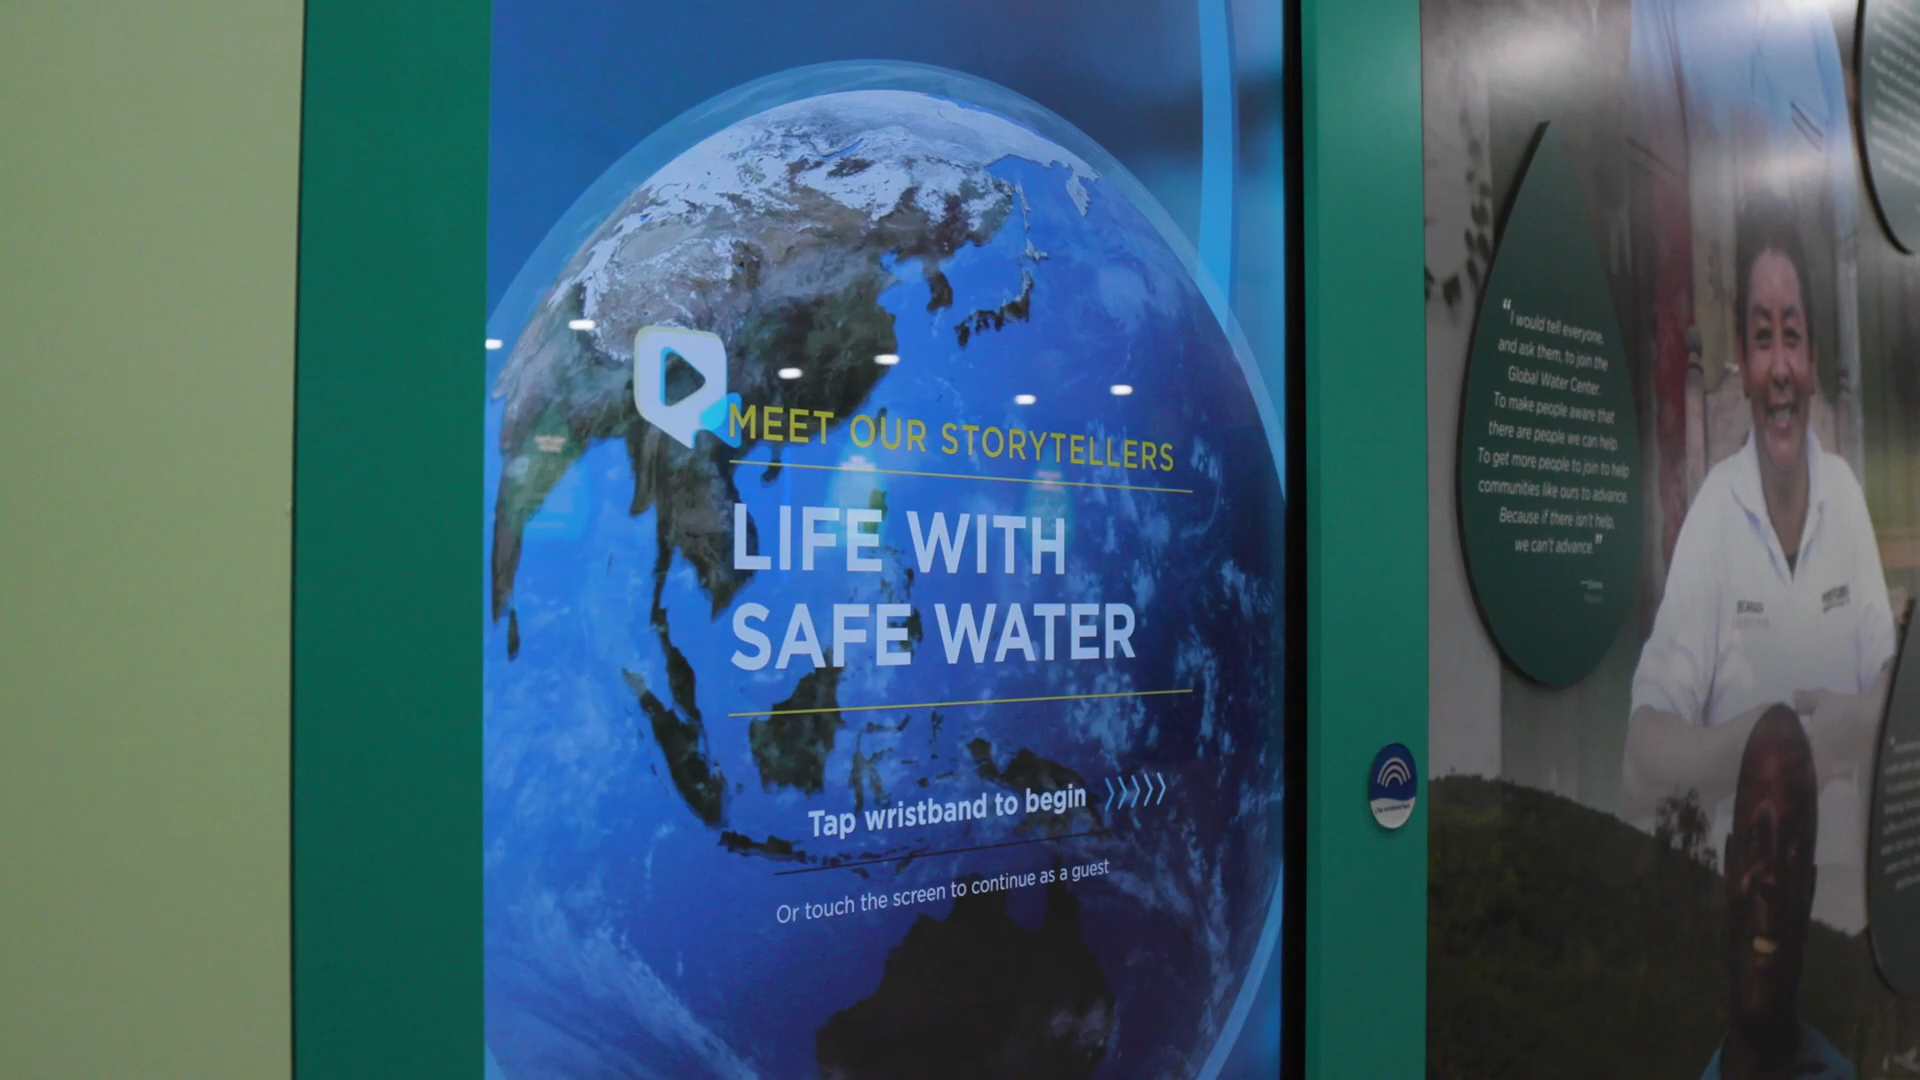 MEET OUR STORYTELLERS
LIFE WITH
SAFE WATER
Tap wristband to begin
Or touch the screen to continue as a guest
“I would tell everyone,
and ask them, to join the
Global Water Center.
To make people aware that
there are people we can help.
To get more people to join to help
communities like ours to advance.
Because if there isn't help,
we can't advance.”